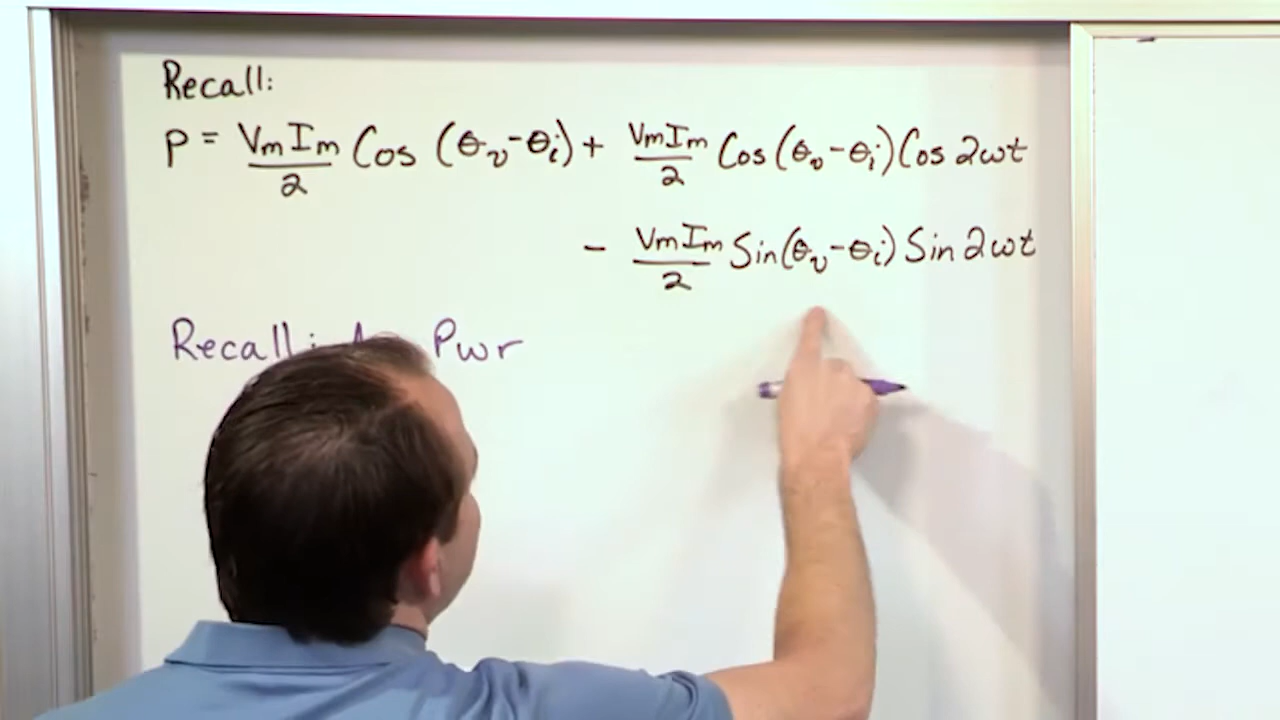 Recall:
P = VmIm/2 Cos (θv-θi) + VmIm/2 Cos(θv-θi) Cos 2ωt
- VmIm/2 Sin(θv-θi) Sin 2ωt
Recall: Pwr